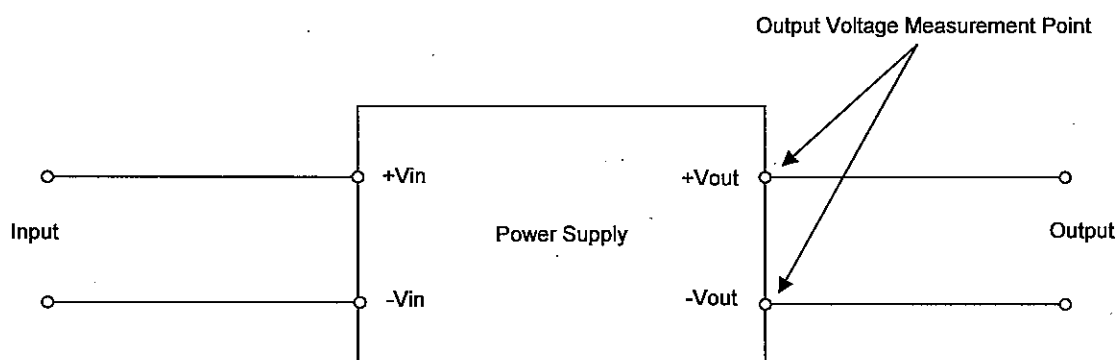 Output Voltage Measurement Point
+Vin
+Vout
Input
Power Supply
Output
-Vin
-Vout